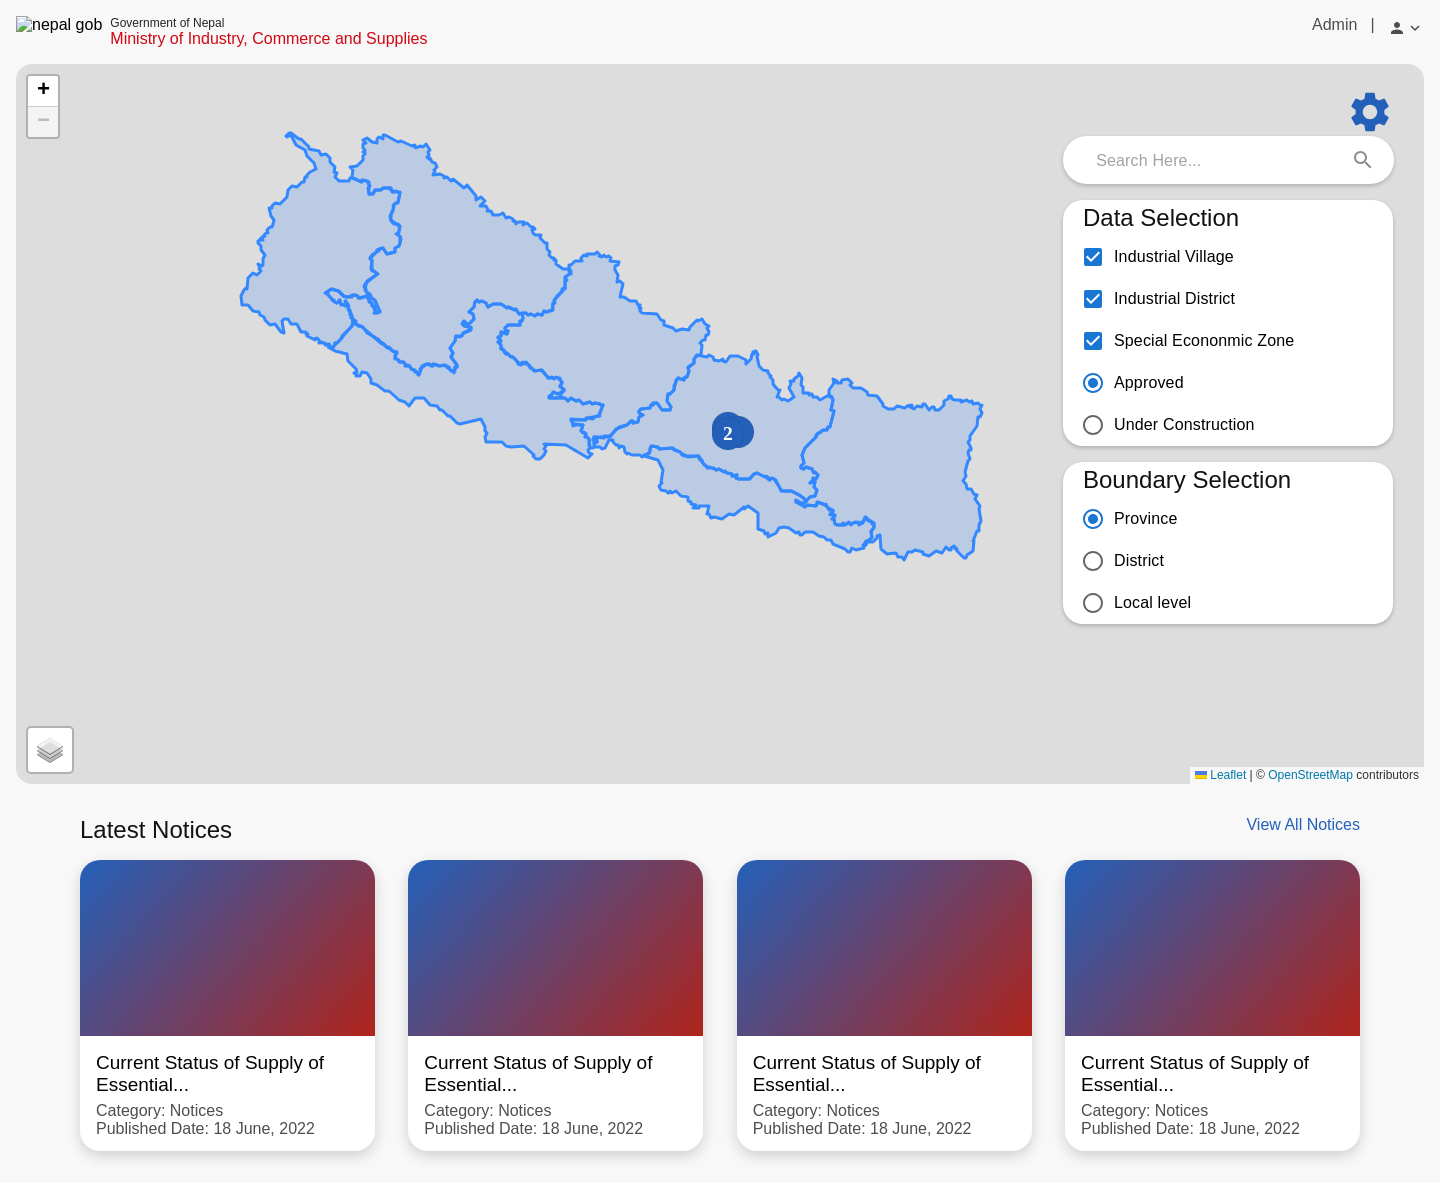 nepal gob
Government of Nepal
Ministry of Industry, Commerce and Supplies
Admin |
+
−
Search Here...
Data Selection
Industrial Village
Industrial District
Special Econonmic Zone
Approved
Under Construction
2
Boundary Selection
Province
District
Local level
Leaflet | © OpenStreetMap contributors
Latest Notices
View All Notices
Current Status of Supply of
Essential...
Category: Notices
Published Date: 18 June, 2022
Current Status of Supply of
Essential...
Category: Notices
Published Date: 18 June, 2022
Current Status of Supply of
Essential...
Category: Notices
Published Date: 18 June, 2022
Current Status of Supply of
Essential...
Category: Notices
Published Date: 18 June, 2022